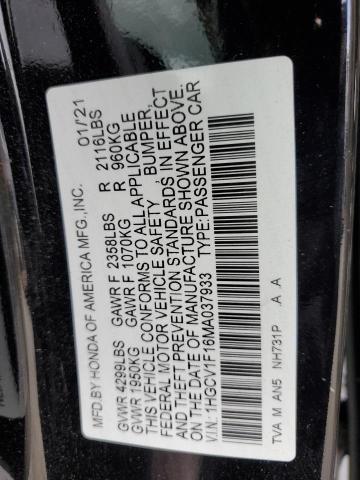 MFD.BY HONDA OF AMERICA MFG.,INC. 01/'21
GVWR 4299LBS GAWR F 2358LBS R 2116LBS
GVWR 1950KG GAWR F 1070KG R 960KG
THIS VEHICLE CONFORMS TO ALL APPLICABLE
FEDERAL MOTOR VEHICLE SAFETY, BUMPER,
AND THEFT PREVENTION STANDARDS IN EFFECT
ON THE DATE OF MANUFACTURE SHOWN ABOVE.
V.I.N.:1HGCV1F16MA037933 TYPE:PASSENGER CAR
TVA M AN5 NH731P A A